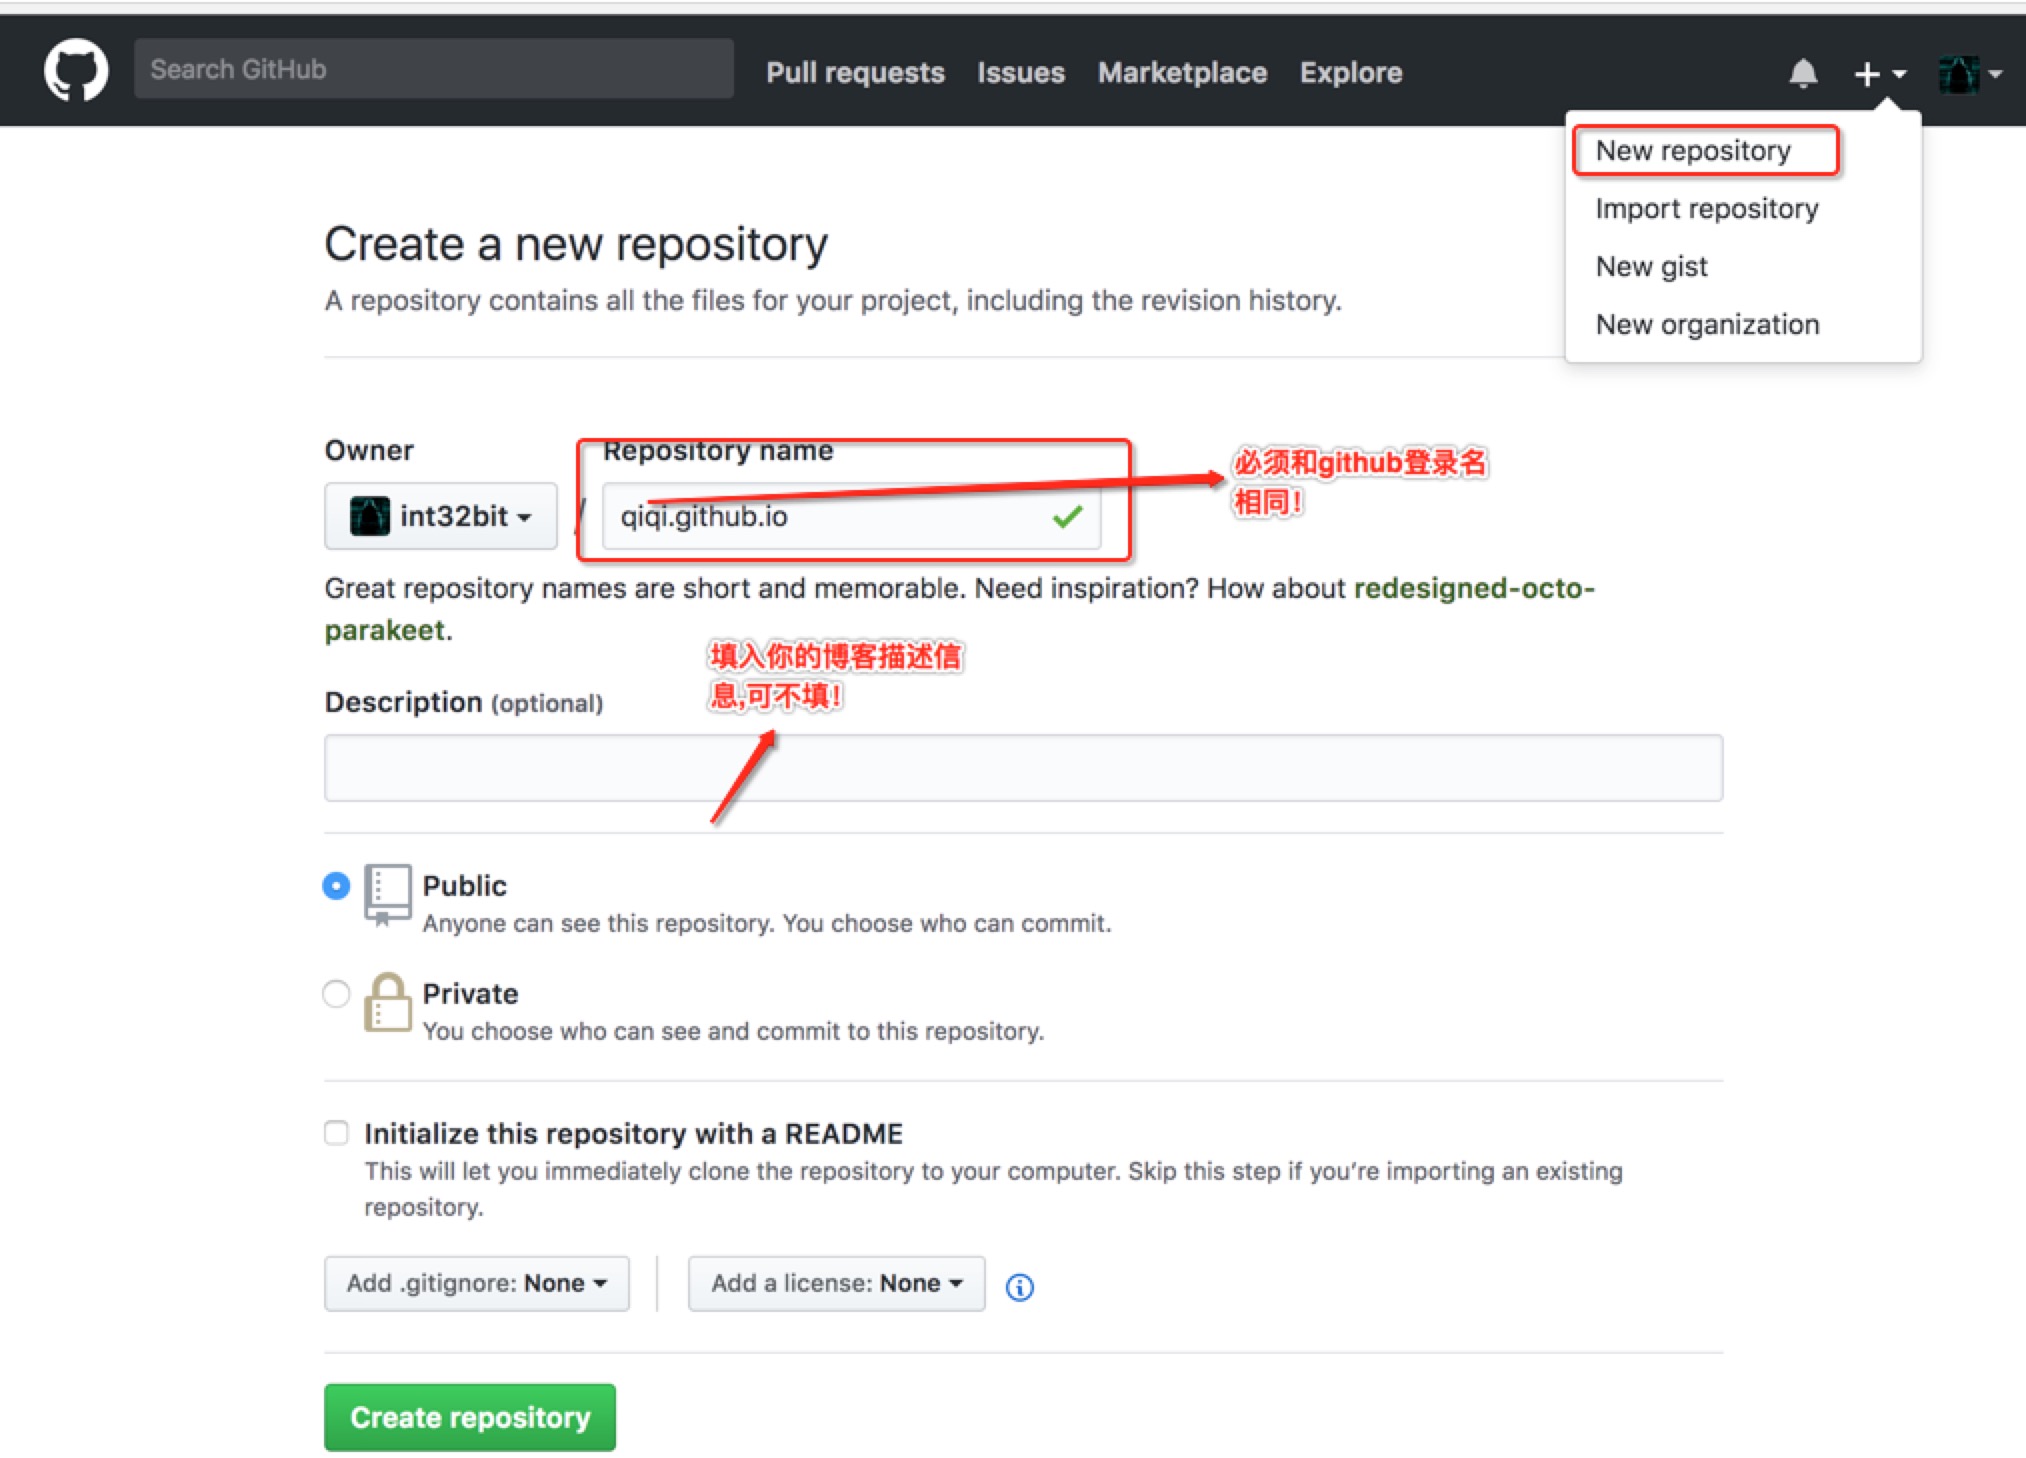 Search GitHub
Pull requests
Issues
Marketplace
Explore
New repository
Import repository
New gist
New organization
Create a new repository
A repository contains all the files for your project, including the revision history.
Owner
Repository name
int32bit
/
qiqi.github.io
必须和github登录名
相同!
Great repository names are short and memorable. Need inspiration? How about redesigned-octo-
parakeet.
填入你的博客描述信
息,可不填!
Description (optional)
Public
Anyone can see this repository. You choose who can commit.
Private
You choose who can see and commit to this repository.
Initialize this repository with a README
This will let you immediately clone the repository to your computer. Skip this step if you’re importing an existing
repository.
Add .gitignore: None
Add a license: None
Create repository